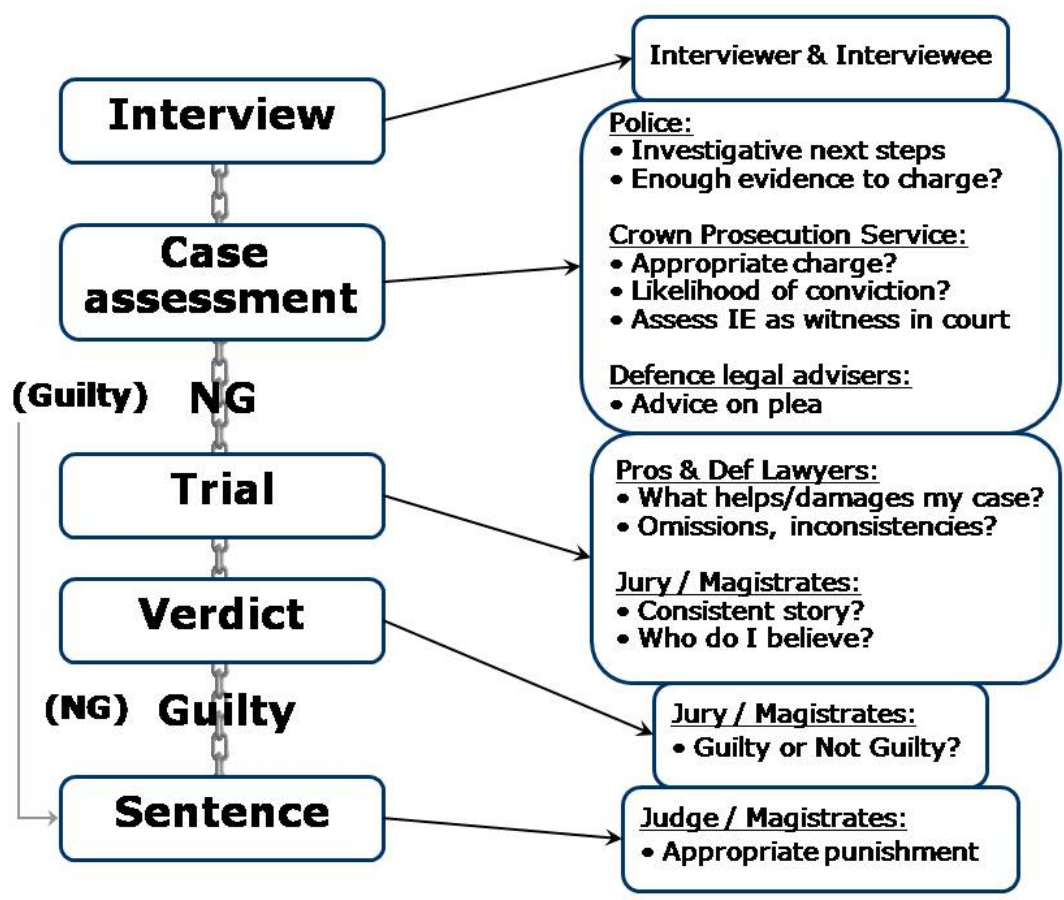 Interview
Case
assessment
(Guilty) NG
Trial
Verdict
(NG) Guilty
Sentence
Interviewer & Interviewee
Police:
• Investigative next steps
• Enough evidence to charge?
Crown Prosecution Service:
• Appropriate charge?
• Likelihood of conviction?
• Assess IE as witness in court
Defence legal advisers:
• Advice on plea
Pros & Def Lawyers:
• What helps/damages my case?
• Omissions, inconsistencies?
Jury / Magistrates:
• Consistent story?
• Who do I believe?
Jury / Magistrates:
• Guilty or Not Guilty?
Judge / Magistrates:
• Appropriate punishment